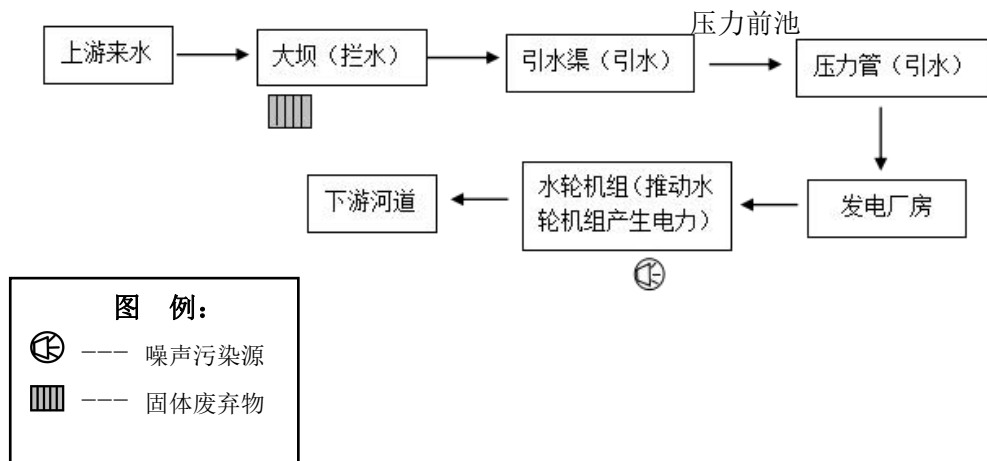 压力前池
上游来水
大坝（拦水）
引水渠（引水）
压力管（引水）
下游河道
水轮机组（推动水
轮机组产生电力）
发电厂房
图 例：
--- 噪声污染源
--- 固体废弃物